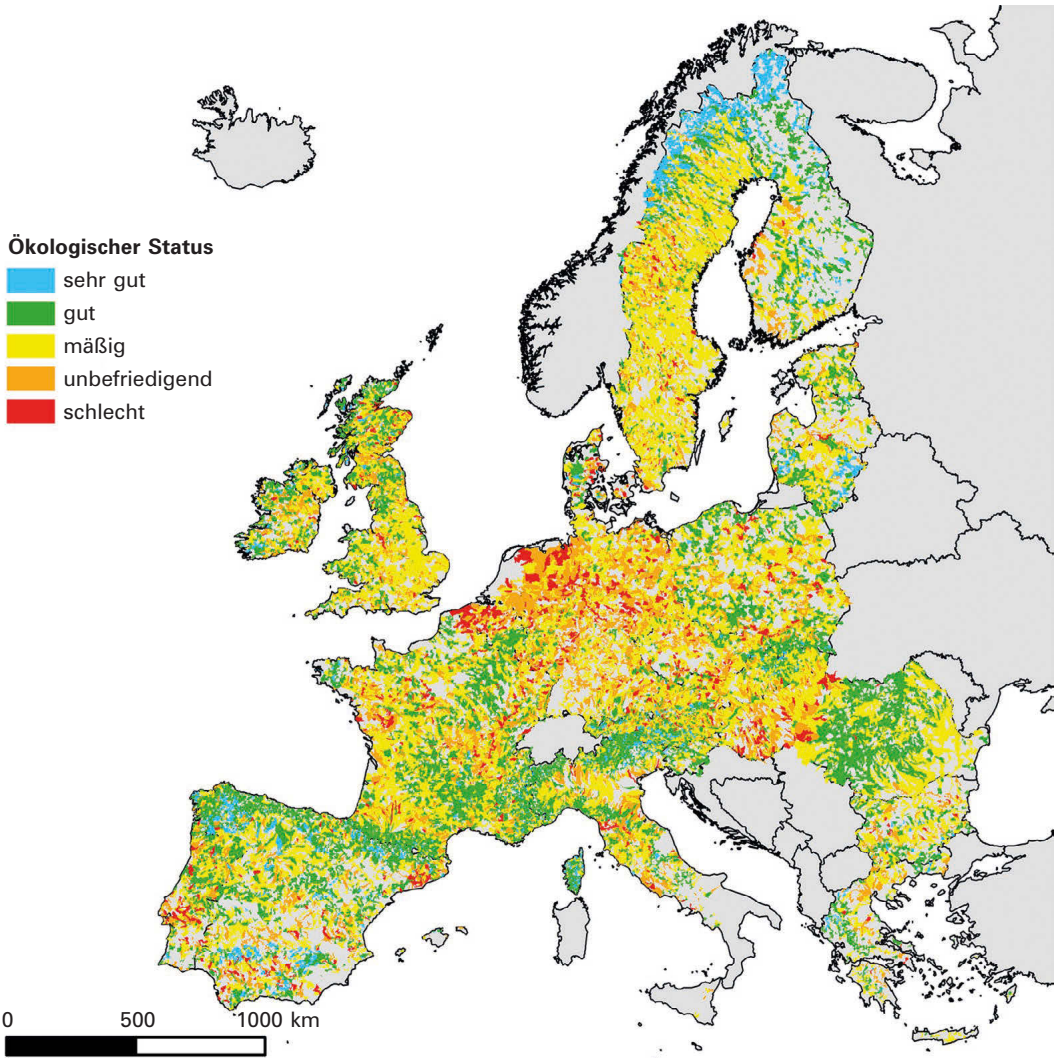 Ökologischer Status
sehr gut
gut
mäßig
unbefriedigend
schlecht
0 500 1000 km